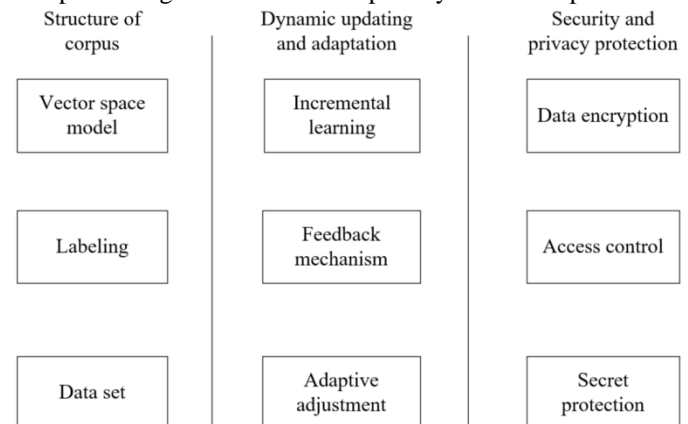 Structure of
corpus
Dynamic updating
and adaptation
Security and
privacy protection
Vector space
model
Incremental
learning
Data encryption
Labeling
Feedback
mechanism
Access control
Data set
Adaptive
adjustment
Secret
protection